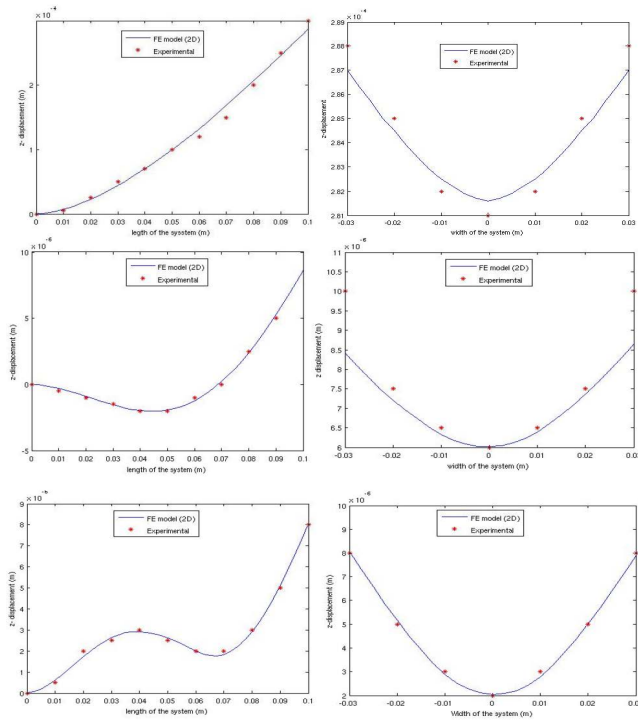 × 10⁻⁴
FE model (2D)
Experimental
z- displacement (m)
2
1
0
0 0.01 0.02 0.03 0.04 0.05 0.06 0.07 0.08 0.09 0.1
legth of the sysstem (m)
× 10⁻⁴
2.89
FE model (2D)
Experimental
z-displacement
2.88
2.87
2.86
2.85
2.84
2.83
2.82
2.81
-0.03 -0.02 -0.01 0 0.01 0.02 0.03
width of the system (m)
× 10⁻⁶
10
FE model (2D)
Experimental
z-displacement (m)
5
0
-5
0 0.01 0.02 0.03 0.04 0.05 0.06 0.07 0.08 0.09 0.1
length of the system (m)
× 10⁻⁶
11
FE model (2D)
Experimental
z displacement (m)
10.5
10
9.5
9
8.5
8
7.5
7
6.5
6
-0.03 -0.02 -0.01 0 0.01 0.02 0.03
width of the system (m)
9
FE model (2D)
Experimental
z- displacement (m)
8
7
6
5
4
3
2
1
0
0 0.01 0.02 0.03 0.04 0.05 0.06 0.07 0.08 0.09 0.1
length of the system (m)
× 10⁻⁶
10
FE model (2D)
Experimental
z-displacement (m)
9
8
7
6
5
4
3
2
-0.03 -0.02 -0.01 0 0.01 0.02 0.03
Width of the system (m)